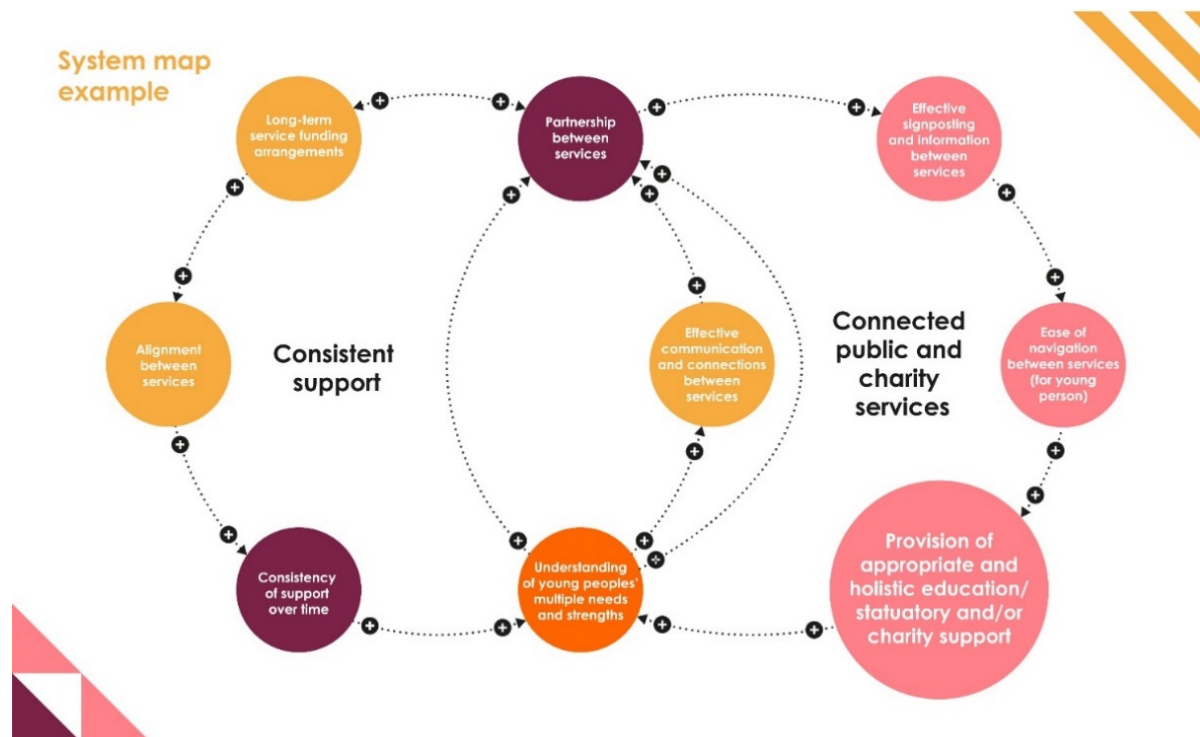 System map
example
Long-term
service funding
arrangements
Partnership
between
services
Effective
signposting
and information
between
services
Alignment
between
services
Consistent
support
Effective
communication
and connections
between
services
Connected
public and
charity
services
Ease of
navigation
between services
(for young
person)
Consistency
of support
over time
Understanding
of young peoples'
multiple needs
and strengths
Provision of
appropriate and
holistic education/
statuatory and/or
charity support